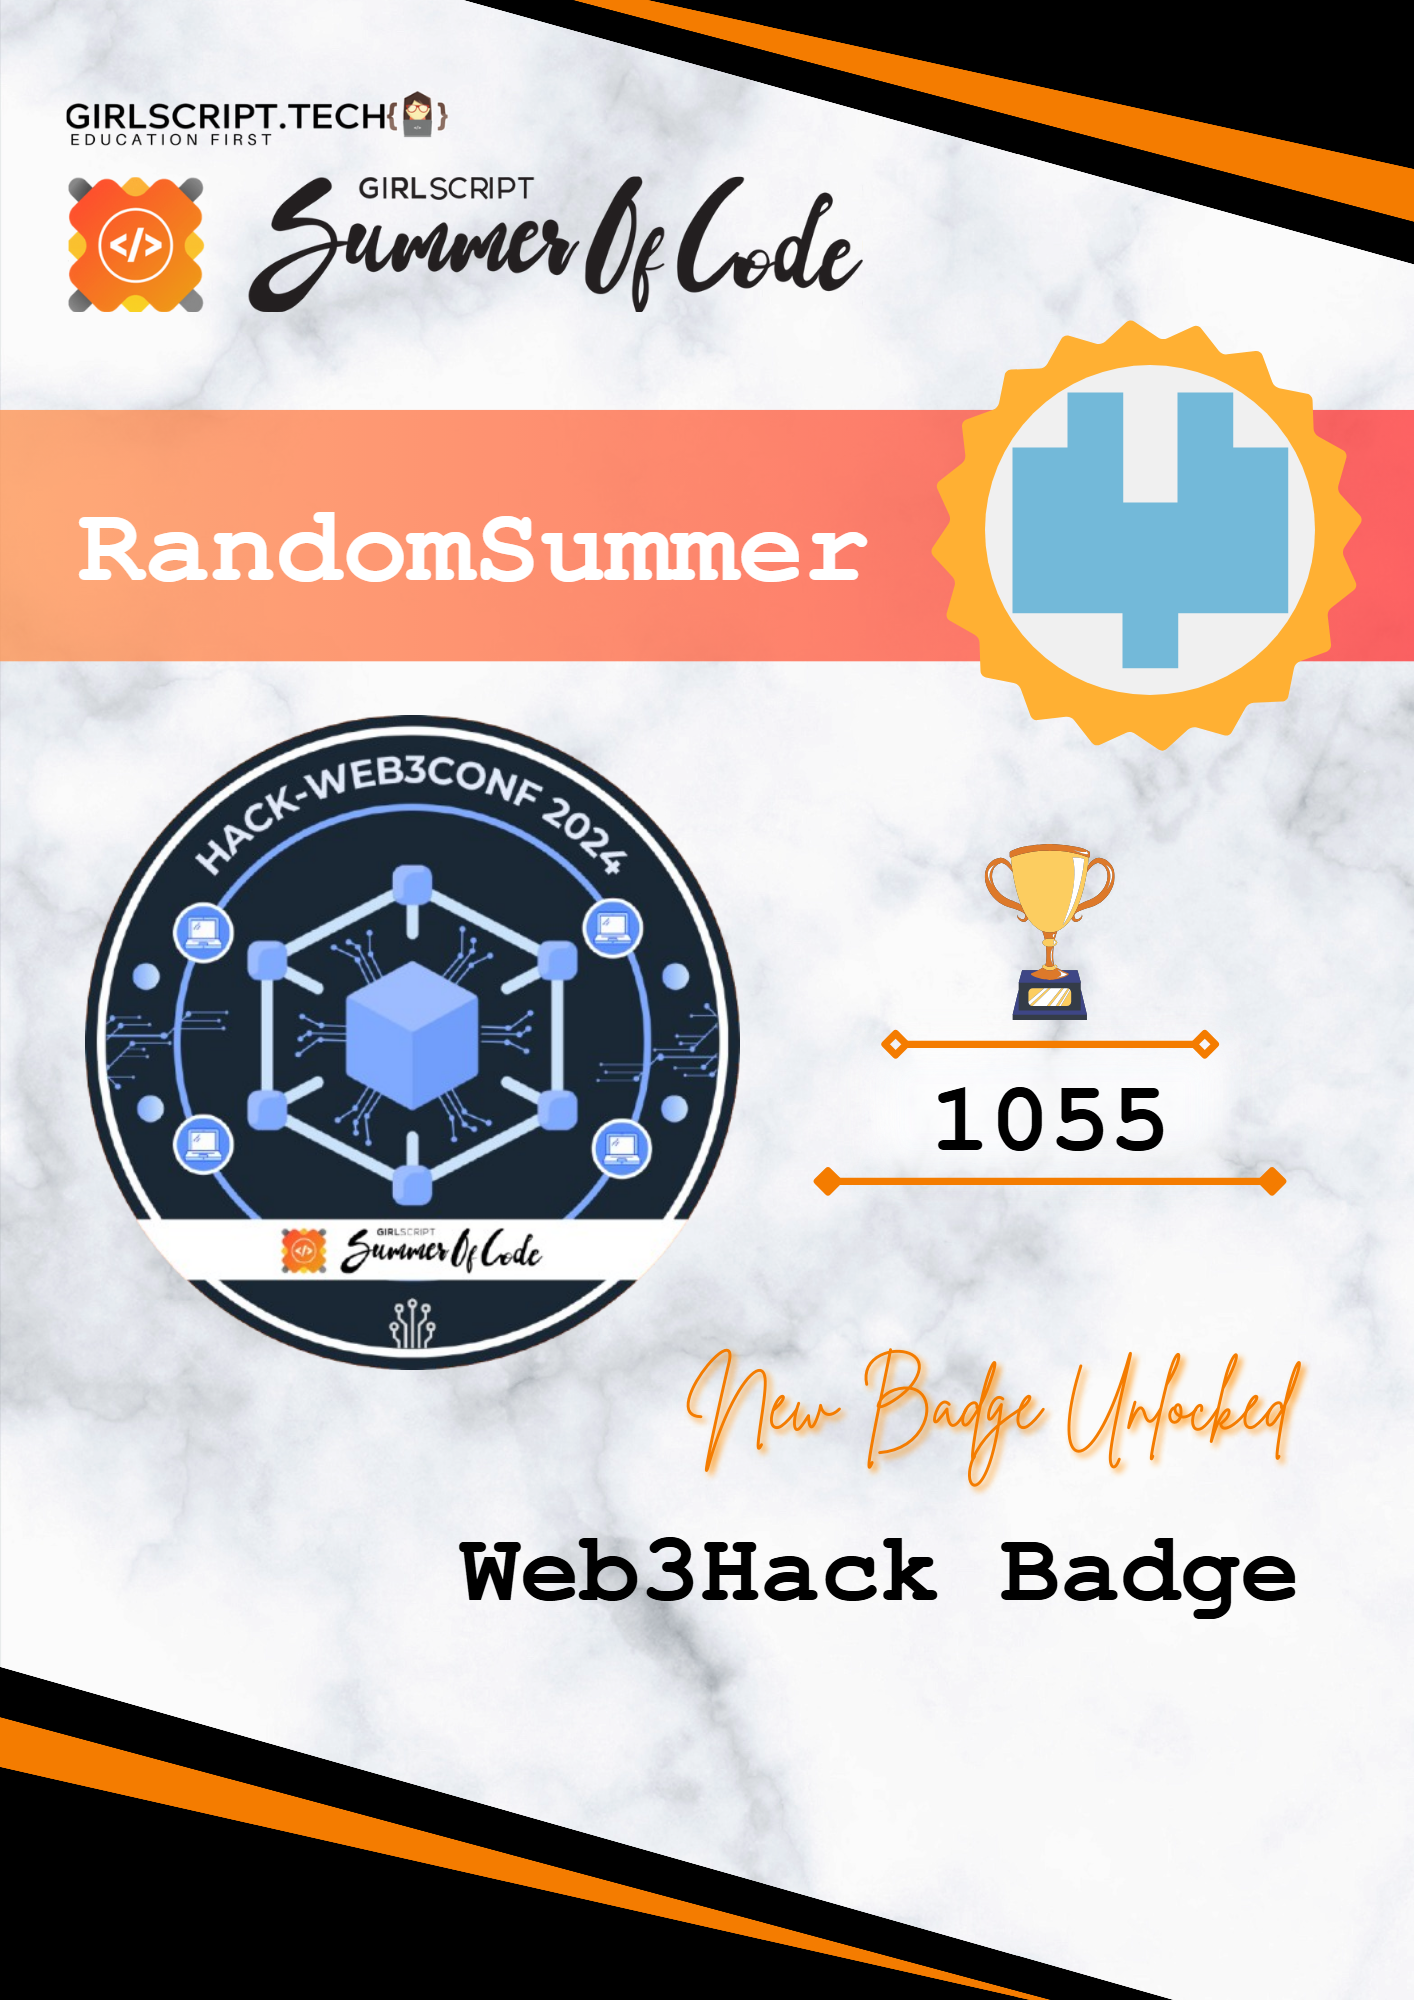 GIRLSCRIPT.TECH{ }
EDUCATION FIRST
</>
GIRLSCRIPT
Summer Of Code
RandomSummer
HACK-WEB3CONF 2024
</>
GIRLSCRIPT
Summer Of Code
1055
New Badge Unlocked
Web3Hack Badge